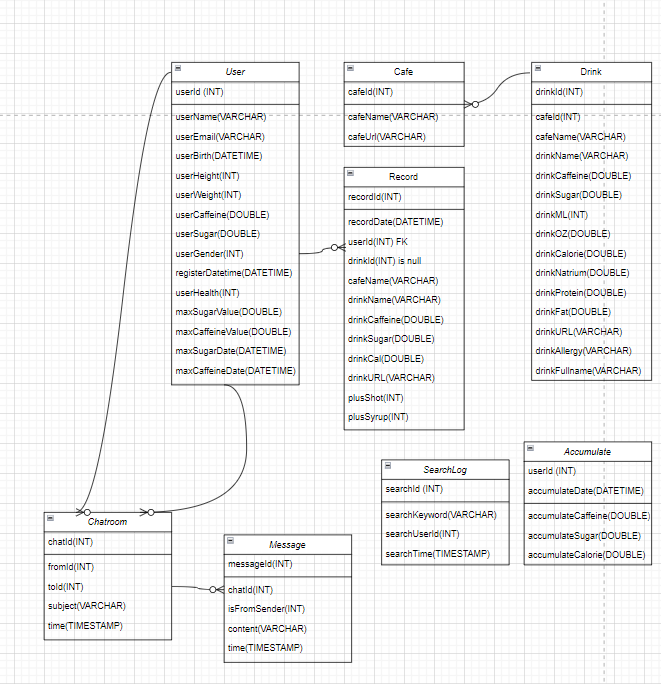 User
userId (INT)
userName(VARCHAR)
userEmail(VARCHAR)
userBirth(DATETIME)
userHeight(INT)
userWeight(INT)
userCaffeine(DOUBLE)
userSugar(DOUBLE)
userGender(INT)
registerDatetime(DATETIME)
userHealth(INT)
maxSugarValue(DOUBLE)
maxCaffeineValue(DOUBLE)
maxSugarDate(DATETIME)
maxCaffeineDate(DATETIME)
Cafe
cafeId(INT)
cafeName(VARCHAR)
cafeUrl(VARCHAR)
Record
recordId(INT)
recordDate(DATETIME)
userId(INT) FK
drinkId(INT) is null
cafeName(VARCHAR)
drinkName(VARCHAR)
drinkCaffeine(DOUBLE)
drinkSugar(DOUBLE)
drinkCal(DOUBLE)
drinkURL(VARCHAR)
plusShot(INT)
plusSyrup(INT)
Drink
drinkId(INT)
cafeId(INT)
cafeName(VARCHAR)
drinkName(VARCHAR)
drinkCaffeine(DOUBLE)
drinkSugar(DOUBLE)
drinkML(INT)
drinkOZ(DOUBLE)
drinkCalorie(DOUBLE)
drinkNatrium(DOUBLE)
drinkProtein(DOUBLE)
drinkFat(DOUBLE)
drinkURL(VARCHAR)
drinkAllergy(VARCHAR)
drinkFullname(VARCHAR)
Chatroom
chatId(INT)
fromId(INT)
toId(INT)
subject(VARCHAR)
time(TIMESTAMP)
Message
messageId(INT)
chatId(INT)
isFromSender(INT)
content(VARCHAR)
time(TIMESTAMP)
SearchLog
searchId (INT)
searchKeyword(VARCHAR)
searchUserId(INT)
searchTime(TIMESTAMP)
Accumulate
userId (INT)
accumulateDate(DATETIME)
accumulateCaffeine(DOUBLE)
accumulateSugar(DOUBLE)
accumulateCalorie(DOUBLE)